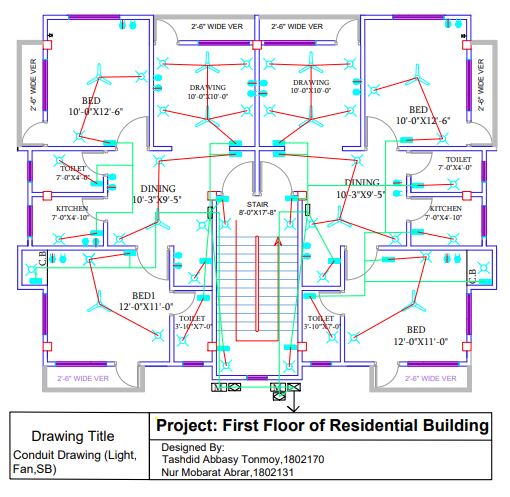 2'-6" WIDE VER
2'-6" WIDE VER
2'-6" WIDE VER
2'-6" WIDE VER
DRAWING
10'-0"X10'-0"
DRAWING
10'-0"X10'-0"
BED
10'-0"X12'-6"
BED
10'-0"X12'-6"
TOILET
7'-0"X4'-0"
TOILET
7'-0"X4'-0"
DINING
10'-3"X9'-5"
DINING
10'-3"X9'-5"
STAIR
8'-0"X17'-8"
KITCHEN
7'-0"X4'-10"
KITCHEN
7'-0"X4'-10"
C.B
C.B
BED1
12'-0"X11'-0"
TOILET
3'-10"X7'-0"
TOILET
3'-10"X7'-0"
BED
12'-0"X11'-0"
2'-6" WIDE VER
2'-6" WIDE VER
Drawing Title
Conduit Drawing (Light,
Fan,SB)
Project: First Floor of Residential Building
Designed By:
Tashdid Abbasy Tonmoy,1802170
Nur Mobarat Abrar,1802131